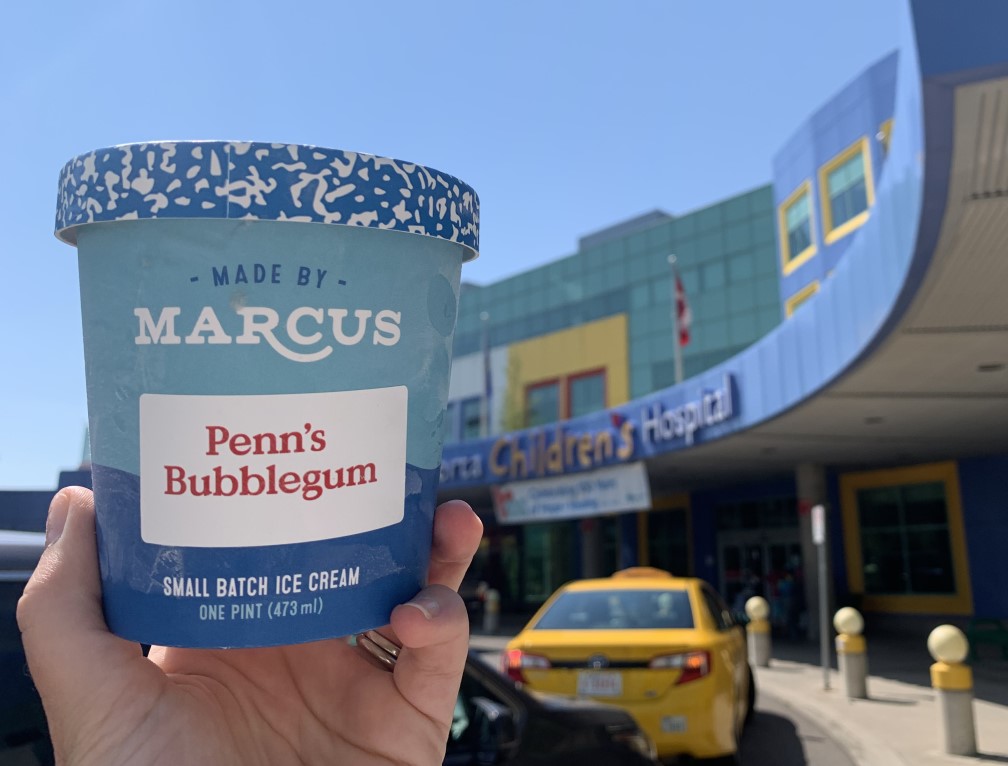 - MADE BY -
MARCUS
Penn's
Bubblegum
SMALL BATCH ICE CREAM
ONE PINT (473 ml)
Children's Hospital